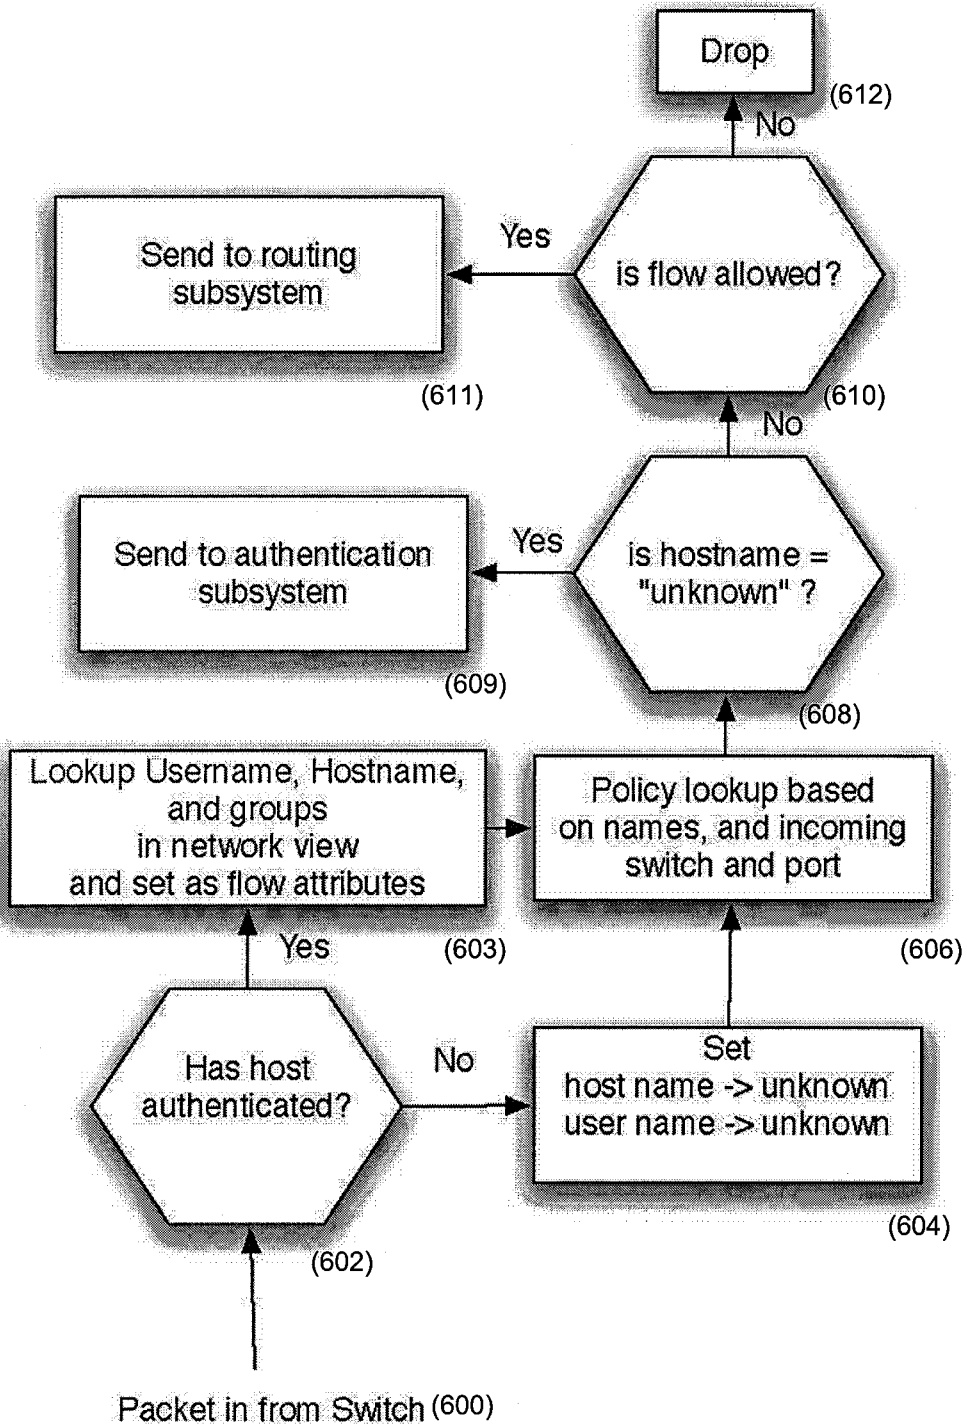 Drop
(612)
No
Yes
Send to routing
subsystem
is flow allowed?
(611)
(610)
No
Yes
Send to authentication
subsystem
is hostname =
"unknown" ?
(609)
(608)
Lookup Username, Hostname,
and groups
in network view
and set as flow attributes
Policy lookup based
on names, and incoming
switch and port
(603)
(606)
Yes
Has host
authenticated?
No
Set
host name -> unknown
user name -> unknown
(604)
(602)
Packet in from Switch (600)